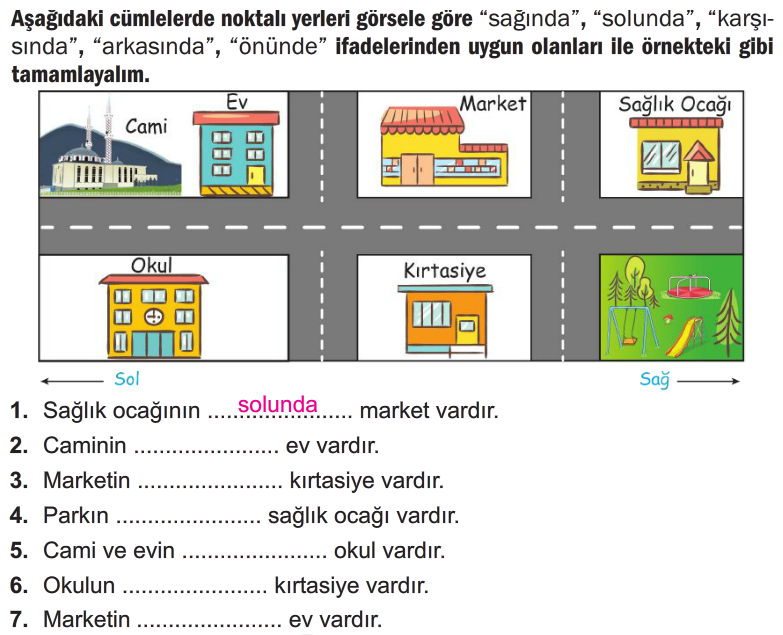 Aşağıdaki cümlelerde noktalı yerleri görsele göre “sağında”, “solunda”, “karşı-
sında”, “arkasında”, “önünde” ifadelerinden uygun olanları ile örnekteki gibi
tamamlayalım.
Cami
Ev
Market
Sağlık Ocağı
Okul
Kırtasiye
Sol
Sağ
1. Sağlık ocağının .....solunda..... market vardır.
2. Caminin ....................... ev vardır.
3. Marketin ....................... kırtasiye vardır.
4. Parkın ....................... sağlık ocağı vardır.
5. Cami ve evin ....................... okul vardır.
6. Okulun ....................... kırtasiye vardır.
7. Marketin ....................... ev vardır.